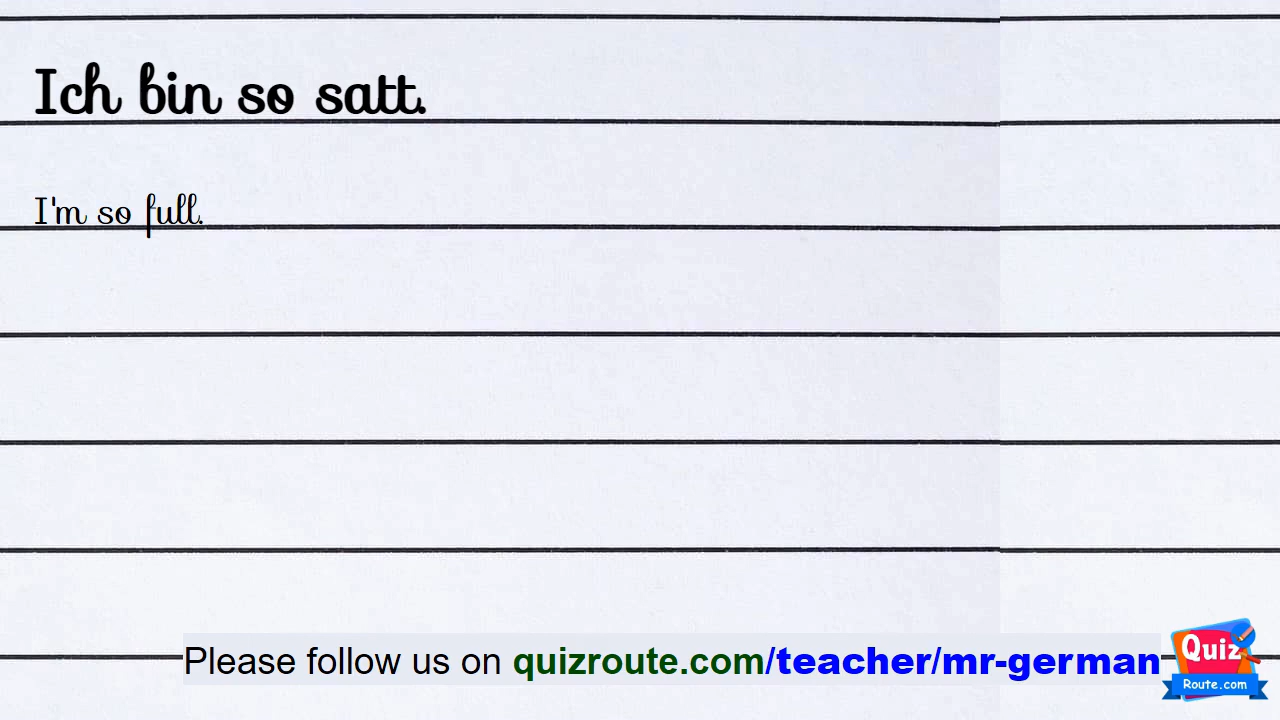 Ich bin so satt.
I'm so full.
Please follow us on quizroute.com/teacher/mr-german
Quiz
Route.com